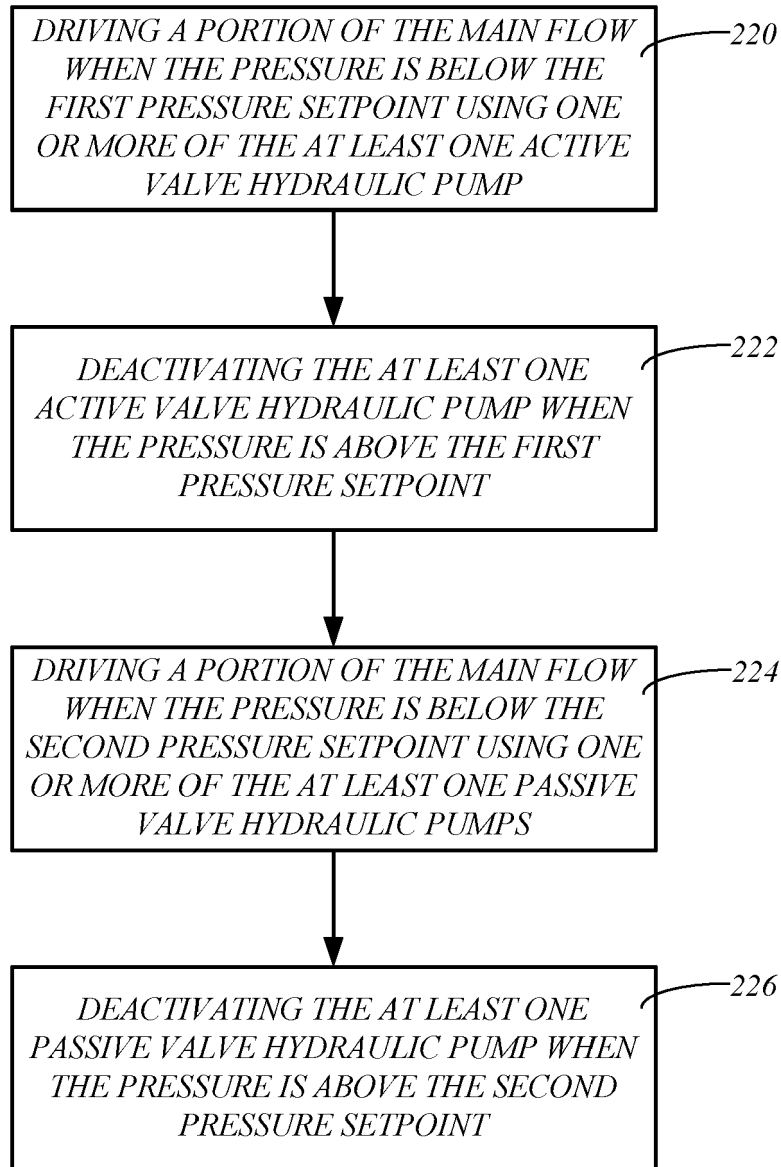 DRIVING A PORTION OF THE MAIN FLOW
WHEN THE PRESSURE IS BELOW THE
FIRST PRESSURE SETPOINT USING ONE
OR MORE OF THE AT LEAST ONE ACTIVE
VALVE HYDRAULIC PUMP
220
DEACTIVATING THE AT LEAST ONE
ACTIVE VALVE HYDRAULIC PUMP WHEN
THE PRESSURE IS ABOVE THE FIRST
PRESSURE SETPOINT
222
DRIVING A PORTION OF THE MAIN FLOW
WHEN THE PRESSURE IS BELOW THE
SECOND PRESSURE SETPOINT USING ONE
OR MORE OF THE AT LEAST ONE PASSIVE
VALVE HYDRAULIC PUMPS
224
DEACTIVATING THE AT LEAST ONE
PASSIVE VALVE HYDRAULIC PUMP WHEN
THE PRESSURE IS ABOVE THE SECOND
PRESSURE SETPOINT
226